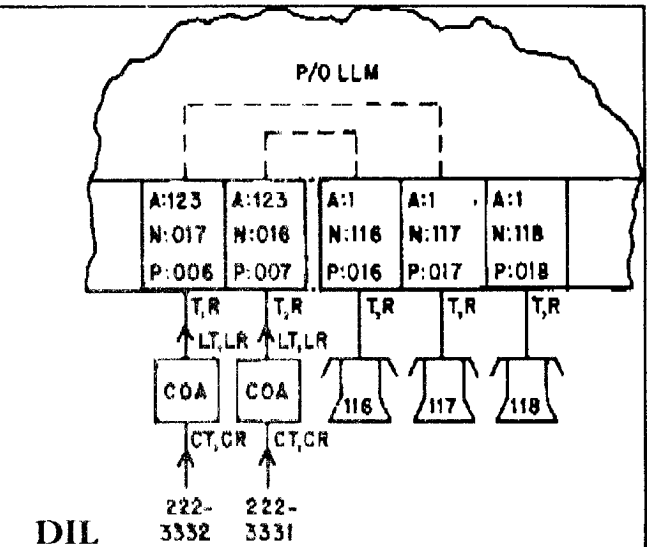 P/O LLM
A:123 A:123 A:1 A:1 A:1
N:017 N:016 N:116 N:117 N:118
P:006 P:007 P:016 P:017 P:018
T,R T,R T,R T,R T,R
LT,LR LT,LR
COA COA 116 117 118
CT,CR CT,CR
222- 222-
DIL 3332 3331